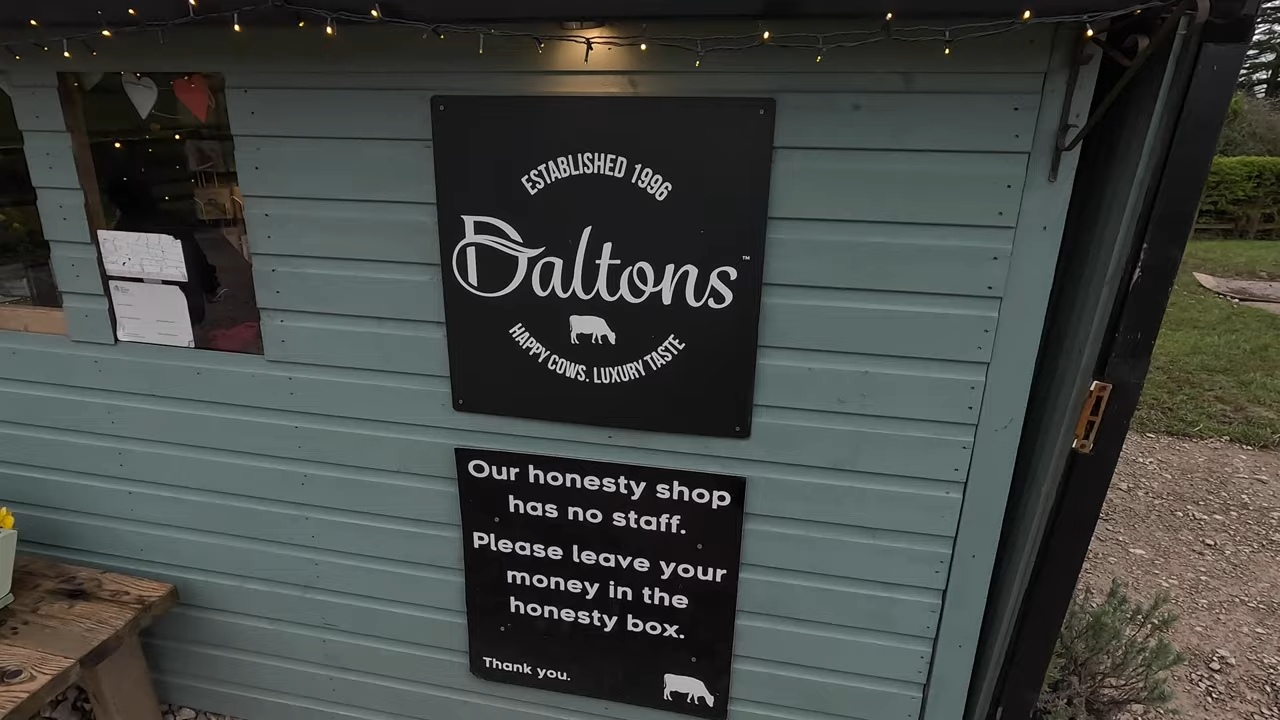 ESTABLISHED 1996
Daltons™
HAPPY COWS. LUXURY TASTE
Our honesty shop
has no staff.
Please leave your
money in the
honesty box.
Thank you.